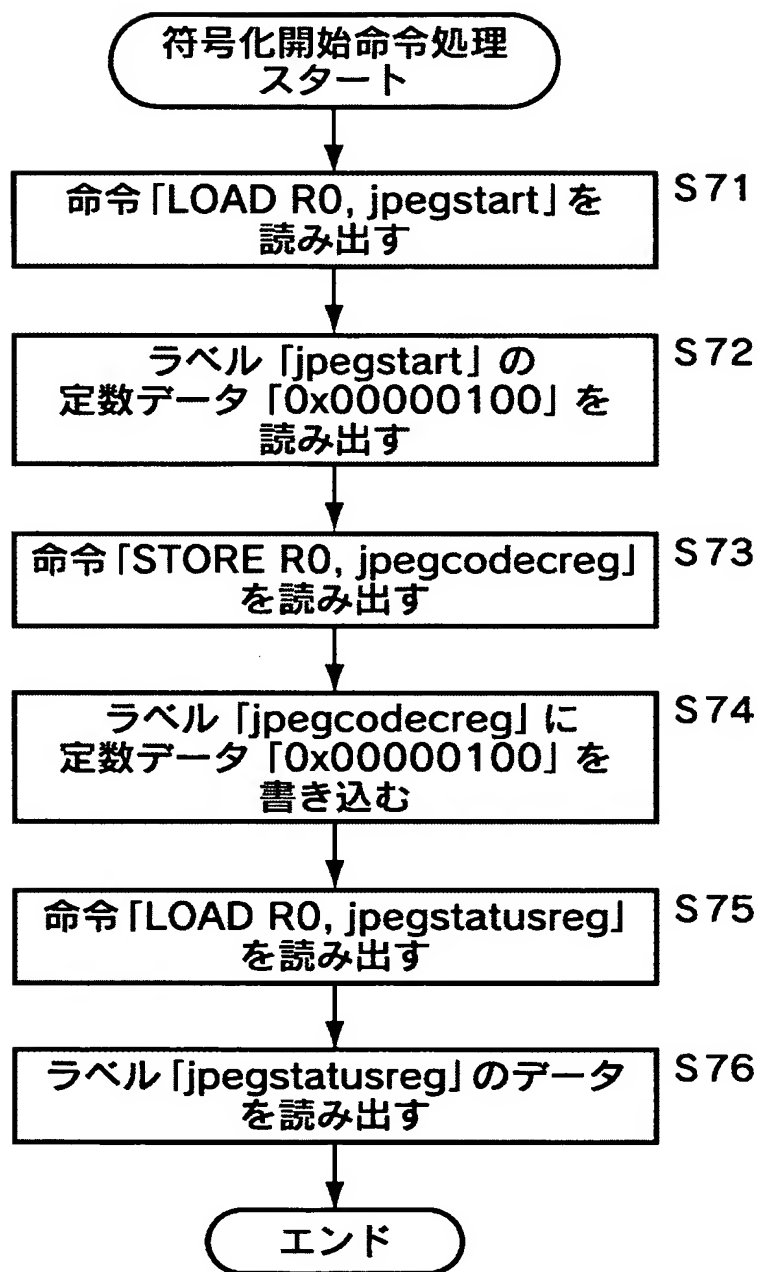 符号化開始命令処理
スタート
命令「LOAD R0, jpegstart」を
読み出す
S71
ラベル「jpegstart」の
定数データ「0x00000100」を
読み出す
S72
命令「STORE R0, jpegcodecreg」
を読み出す
S73
ラベル「jpegcodecreg」に
定数データ「0x00000100」を
書き込む
S74
命令「LOAD R0, jpegstatusreg」
を読み出す
S75
ラベル「jpegstatusreg」のデータ
を読み出す
S76
エンド